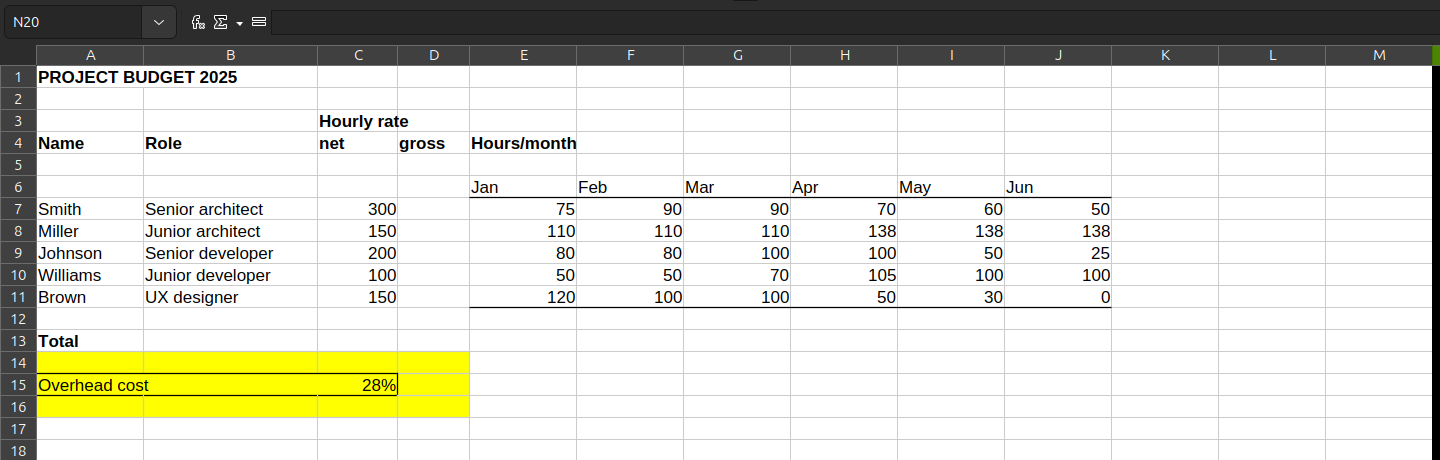 N20
A B C D E F G H I J K L M
1 PROJECT BUDGET 2025
2
3 Hourly rate
4 Name Role net gross Hours/month
5
6 Jan Feb Mar Apr May Jun
7 Smith Senior architect 300 75 90 90 70 60 50
8 Miller Junior architect 150 110 110 110 138 138 138
9 Johnson Senior developer 200 80 80 100 100 50 25
10 Williams Junior developer 100 50 50 70 105 100 100
11 Brown UX designer 150 120 100 100 50 30 0
12
13 Total
14
15 Overhead cost 28%
16
17
18